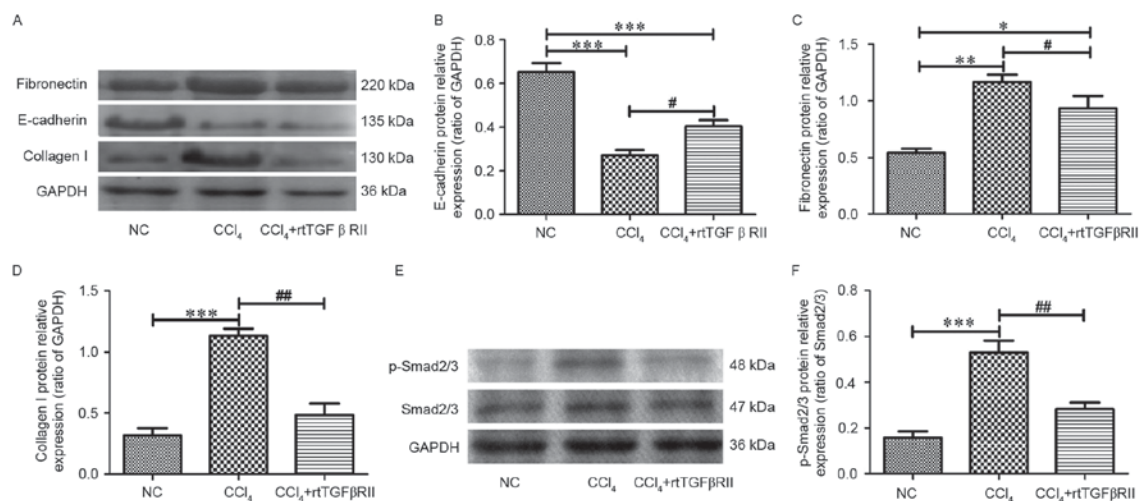 A
Fibronectin
220 kDa
E-cadherin
135 kDa
Collagen I
130 kDa
GAPDH
36 kDa
NC
CCl₄
CCl₄+rtTGF β RII
B
E-cadherin protein relative
expression (ratio of GAPDH)
0.8
0.6
0.4
0.2
0.0
***
***
#
NC
CCl₄
CCl₄+rtTGF β RII
C
Fibronectin protein relative
expression (ratio of GAPDH)
1.5
1.0
0.5
0.0
*
**
#
NC
CCl₄
CCl₄+rtTGFβRII
D
Collagen I protein relative
expression (ratio of GAPDH)
1.5
1.0
0.5
0.0
***
##
NC
CCl₄
CCl₄+rtTGFβRII
E
p-Smad2/3
48 kDa
Smad2/3
47 kDa
GAPDH
36 kDa
NC
CCl₄
CCl₄+rtTGFβRII
F
p-Smad2/3 protein relative
expression (ratio of Smad2/3)
0.8
0.6
0.4
0.2
0.0
***
##
NC
CCl₄
CCl₄+rtTGFβRII